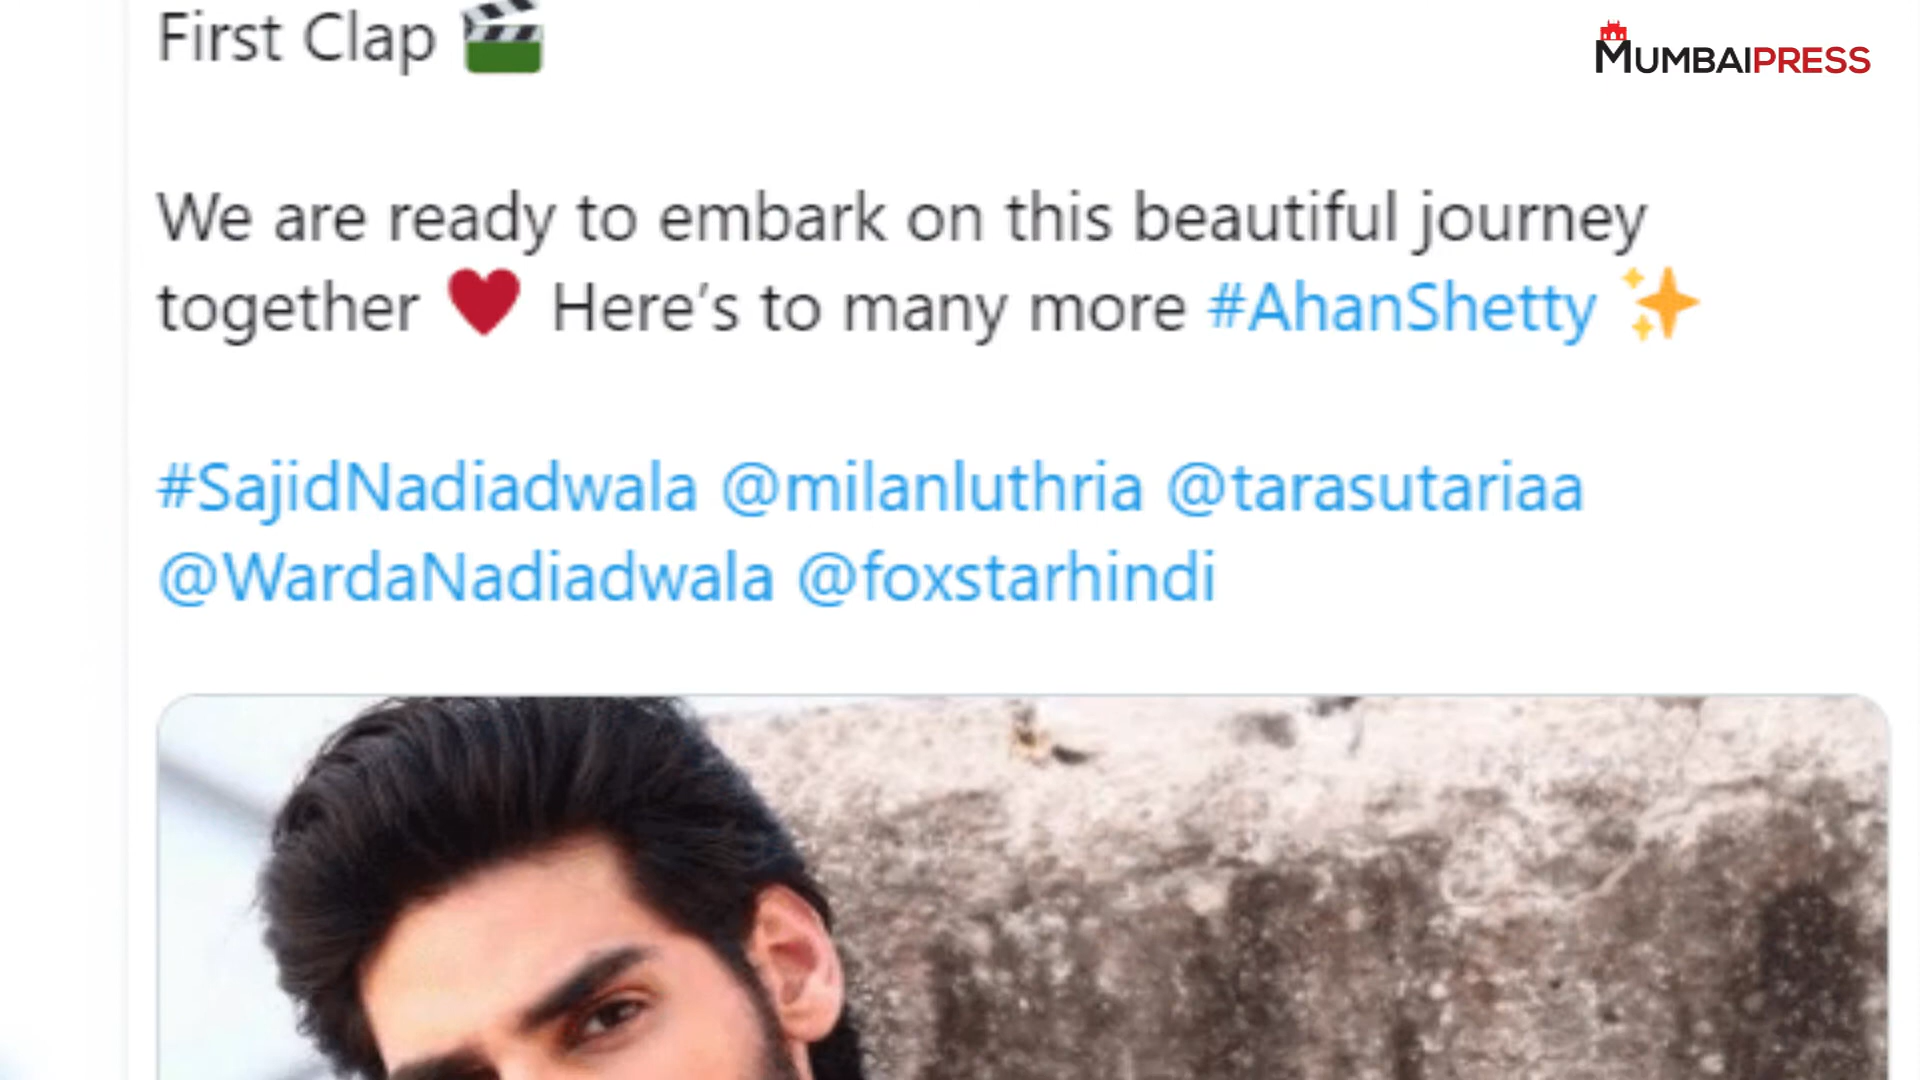 First Clap 🎬
MUMBAIPRESS
We are ready to embark on this beautiful journey
together ❤️ Here’s to many more #AhanShetty ✨
#SajidNadiadwala @milanluthria @tarasutariaa
@WardaNadiadwala @foxstarhindi